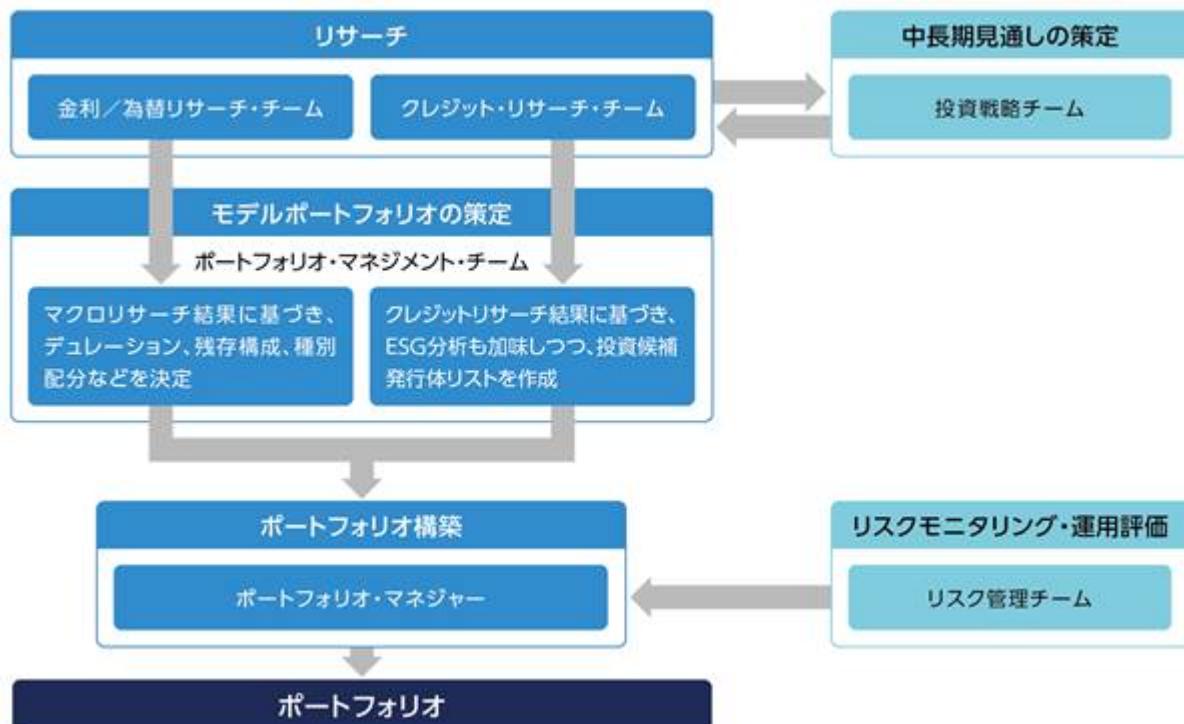 リサーチ
中長期見通しの策定
金利／為替リサーチ・チーム
クレジット・リサーチ・チーム
投資戦略チーム
モデルポートフォリオの策定
ポートフォリオ・マネジメント・チーム
マクロリサーチ結果に基づき、
デュレーション、残存構成、種別
配分などを決定
クレジットリサーチ結果に基づき、
ESG分析も加味しつつ、投資候補
発行体リストを作成
ポートフォリオ構築
リスクモニタリング・運用評価
ポートフォリオ・マネジャー
リスク管理チーム
ポートフォリオ